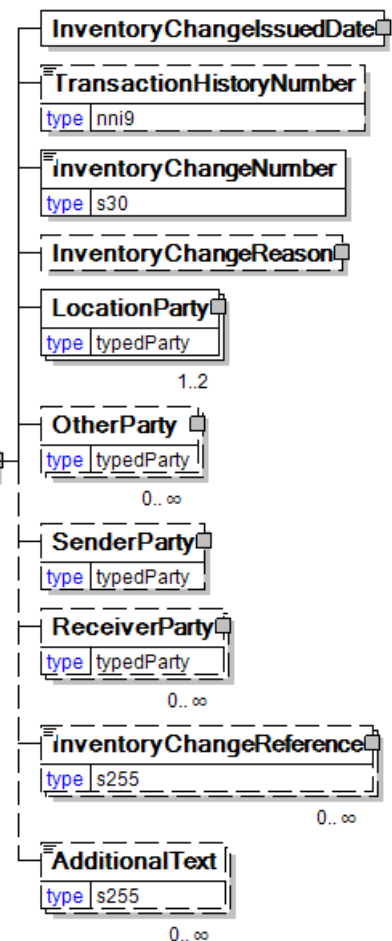 InventoryChangeIssuedDate
TransactionHistoryNumber
type nni9
InventoryChangeNumber
type s30
InventoryChangeReason
LocationParty
type typedParty
1..2
OtherParty
type typedParty
0.. ∞
SenderParty
type typedParty
ReceiverParty
type typedParty
0.. ∞
InventoryChangeReference
type s255
0.. ∞
AdditionalText
type s255
0.. ∞